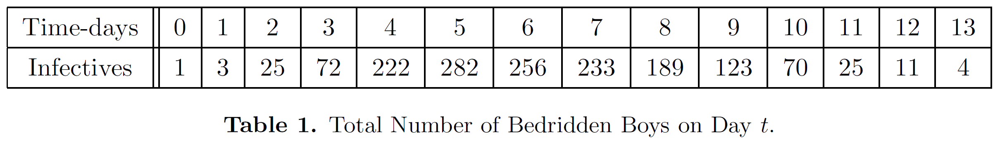 Time-days 0 1 2 3 4 5 6 7 8 9 10 11 12 13
Infectives 1 3 25 72 222 282 256 233 189 123 70 25 11 4
Table 1. Total Number of Bedridden Boys on Day t.